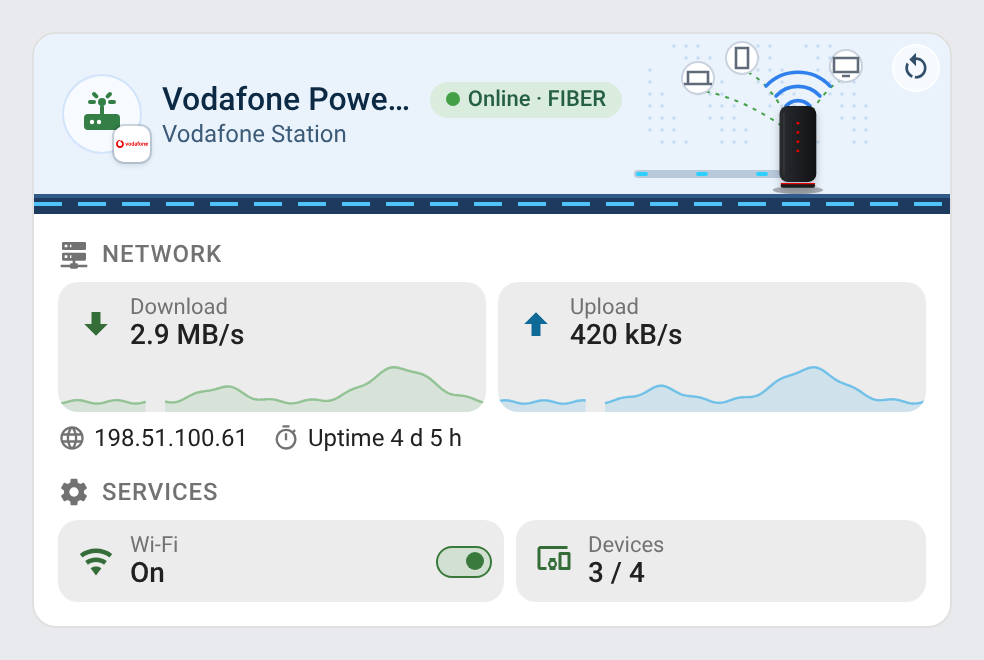 Vodafone Powe...
Online · FIBER
Vodafone Station
vodafone
NETWORK
Download
2.9 MB/s
Upload
420 kB/s
198.51.100.61
Uptime 4 d 5 h
SERVICES
Wi-Fi
On
Devices
3 / 4